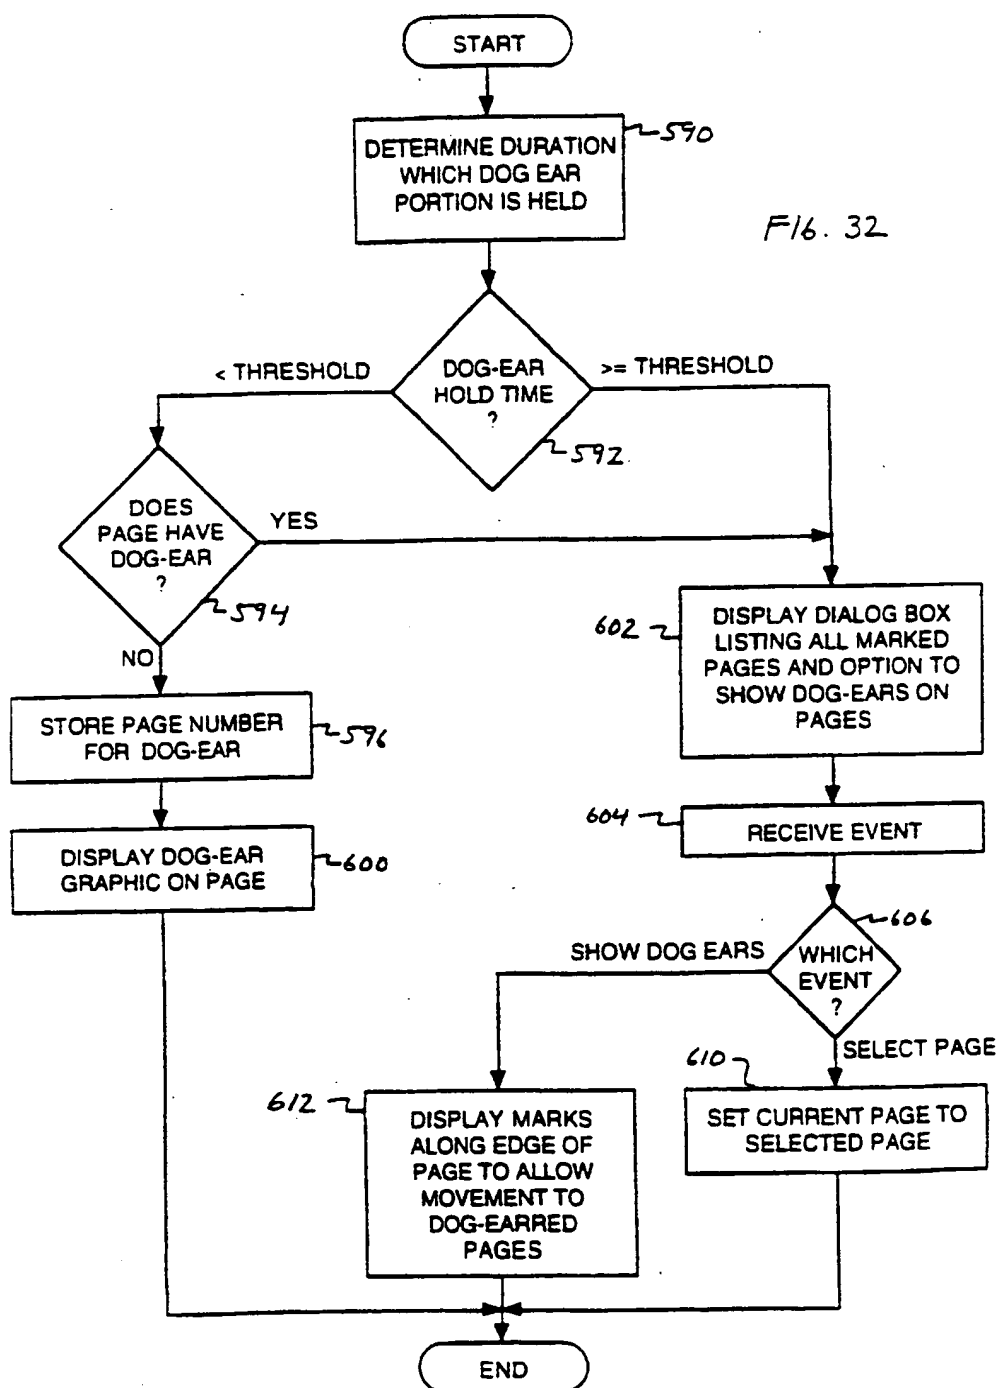 START
590
DETERMINE DURATION
WHICH DOG EAR
PORTION IS HELD
FIG. 32
< THRESHOLD
DOG-EAR
HOLD TIME
?
>= THRESHOLD
592
DOES
PAGE HAVE
DOG-EAR
?
YES
594
NO
602
DISPLAY DIALOG BOX
LISTING ALL MARKED
PAGES AND OPTION TO
SHOW DOG-EARS ON
PAGES
STORE PAGE NUMBER
FOR DOG-EAR
596
604
RECEIVE EVENT
DISPLAY DOG-EAR
GRAPHIC ON PAGE
600
606
SHOW DOG EARS
WHICH
EVENT
?
SELECT PAGE
610
SET CURRENT PAGE TO
SELECTED PAGE
612
DISPLAY MARKS
ALONG EDGE OF
PAGE TO ALLOW
MOVEMENT TO
DOG-EARRED
PAGES
END